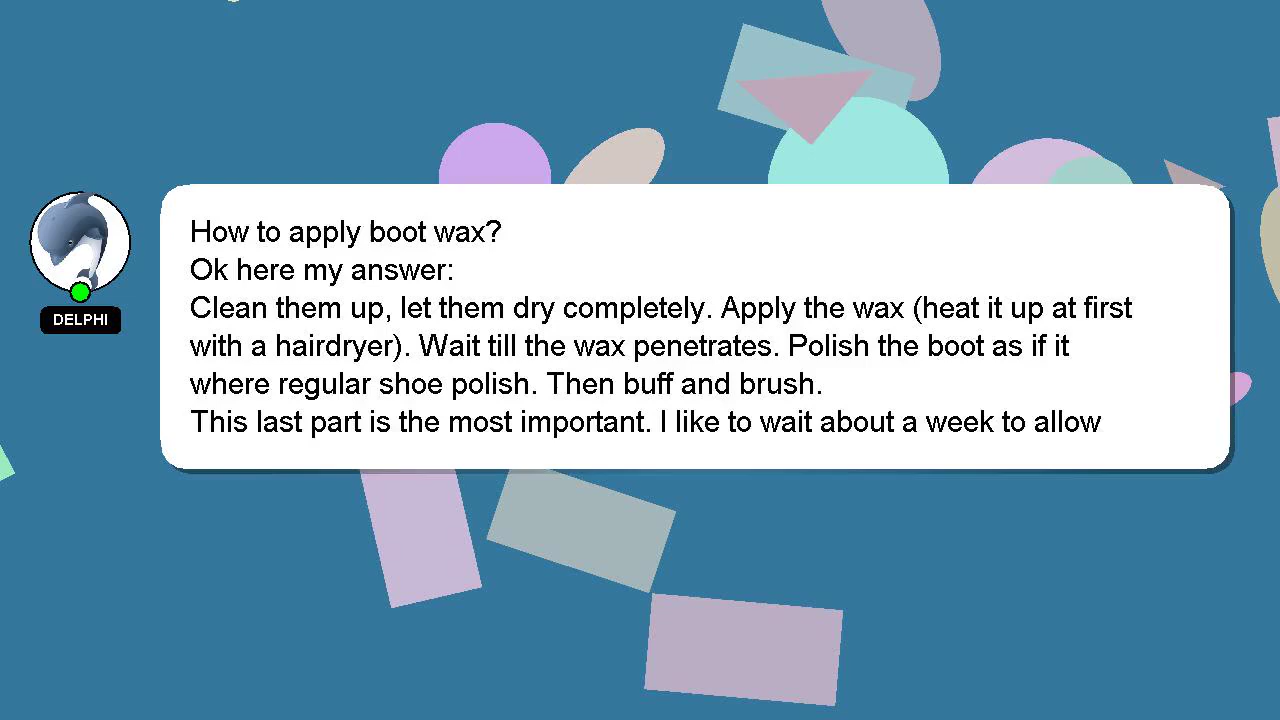 How to apply boot wax?
Ok here my answer:
Clean them up, let them dry completely. Apply the wax (heat it up at first
with a hairdryer). Wait till the wax penetrates. Polish the boot as if it
where regular shoe polish. Then buff and brush.
This last part is the most important. I like to wait about a week to allow
DELPHI